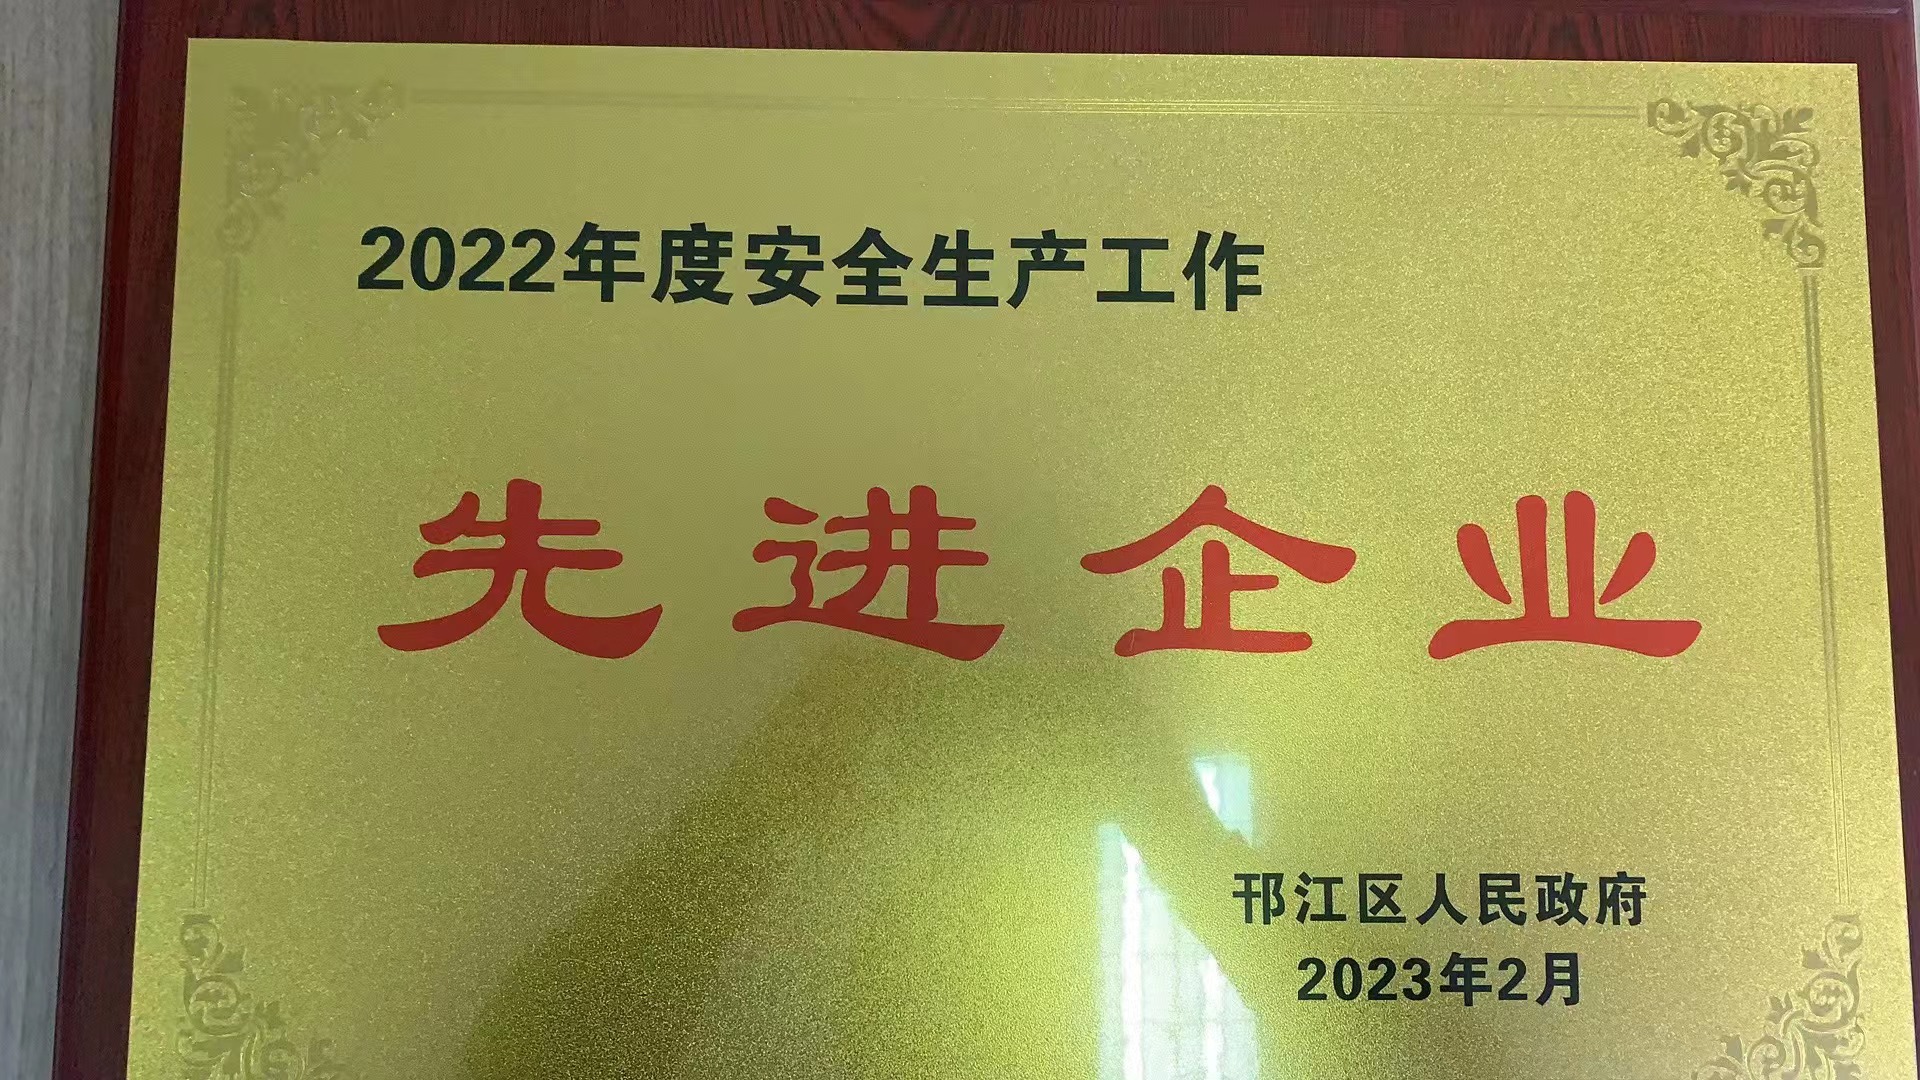 2022年度安全生产工作
先进企业
邗江区人民政府
2023年2月